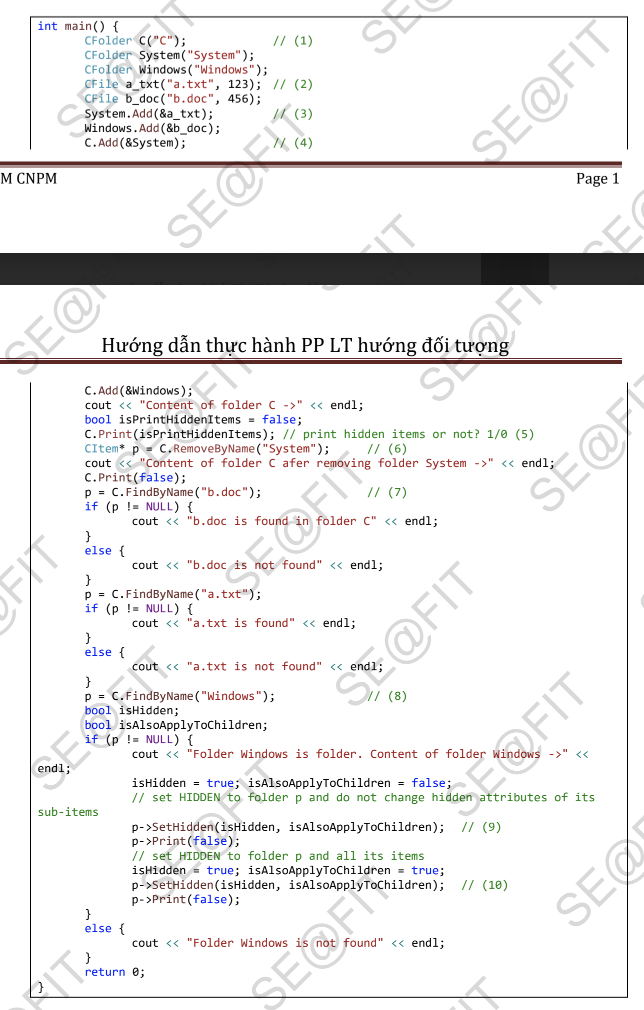 int main() {
CFolder C("C"); // (1)
CFolder System("System");
CFolder Windows("Windows");
CFile a_txt("a.txt", 123); // (2)
CFile b_doc("b.doc", 456);
System.Add(&a_txt); // (3)
Windows.Add(&b_doc);
C.Add(&System); // (4)
M CNPM Page 1
Hướng dẫn thực hành PP LT hướng đối tượng
C.Add(&Windows);
cout << "Content of folder C ->" << endl;
bool isPrintHiddenItems = false;
C.Print(isPrintHiddenItems); // print hidden items or not? 1/0 (5)
CItem* p = C.RemoveByName("System"); // (6)
cout << "Content of folder C afer removing folder System ->" << endl;
C.Print(false);
p = C.FindByName("b.doc"); // (7)
if (p != NULL) {
cout << "b.doc is found in folder C" << endl;
}
else {
cout << "b.doc is not found" << endl;
}
p = C.FindByName("a.txt");
if (p != NULL) {
cout << "a.txt is found" << endl;
}
else {
cout << "a.txt is not found" << endl;
}
p = C.FindByName("Windows"); // (8)
bool isHidden;
bool isAlsoApplyToChildren;
if (p != NULL) {
cout << "Folder Windows is folder. Content of folder Windows ->" <<
endl;
isHidden = true; isAlsoApplyToChildren = false;
// set HIDDEN to folder p and do not change hidden attributes of its
sub-items
p->SetHidden(isHidden, isAlsoApplyToChildren); // (9)
p->Print(false);
// set HIDDEN to folder p and all its items
isHidden = true; isAlsoApplyToChildren = true;
p->SetHidden(isHidden, isAlsoApplyToChildren); // (10)
p->Print(false);
}
else {
cout << "Folder Windows is not found" << endl;
}
return 0;
}
SE@FIT